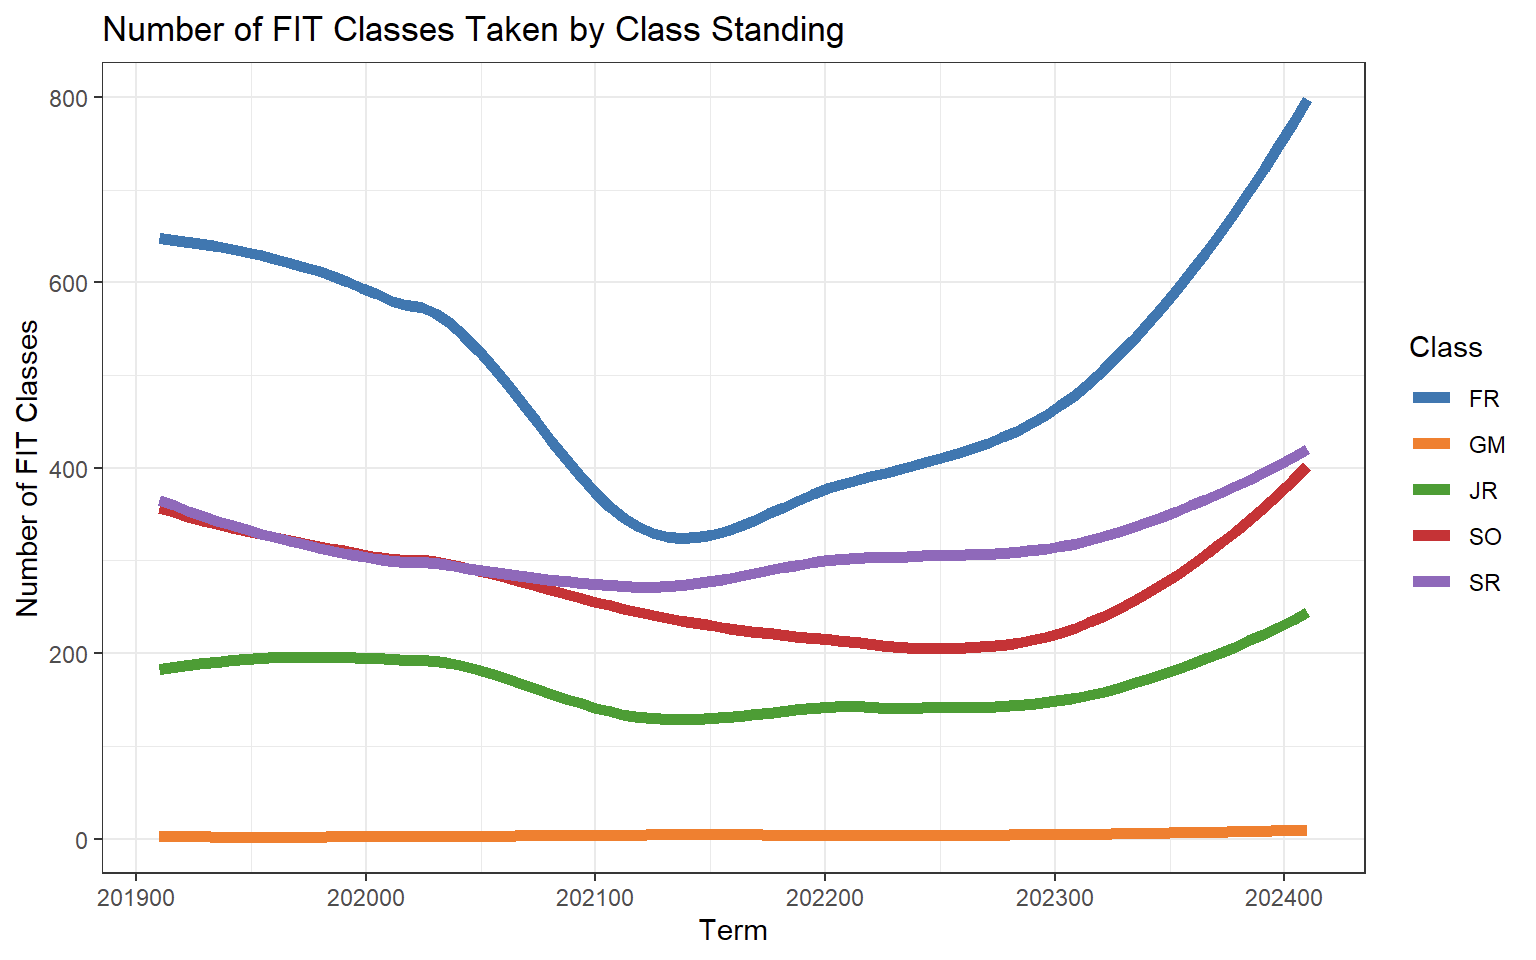 Number of FIT Classes Taken by Class Standing
Number of FIT Classes
800
600
400
200
0
201900 202000 202100 202200 202300 202400
Term
Class
FR
GM
JR
SO
SR